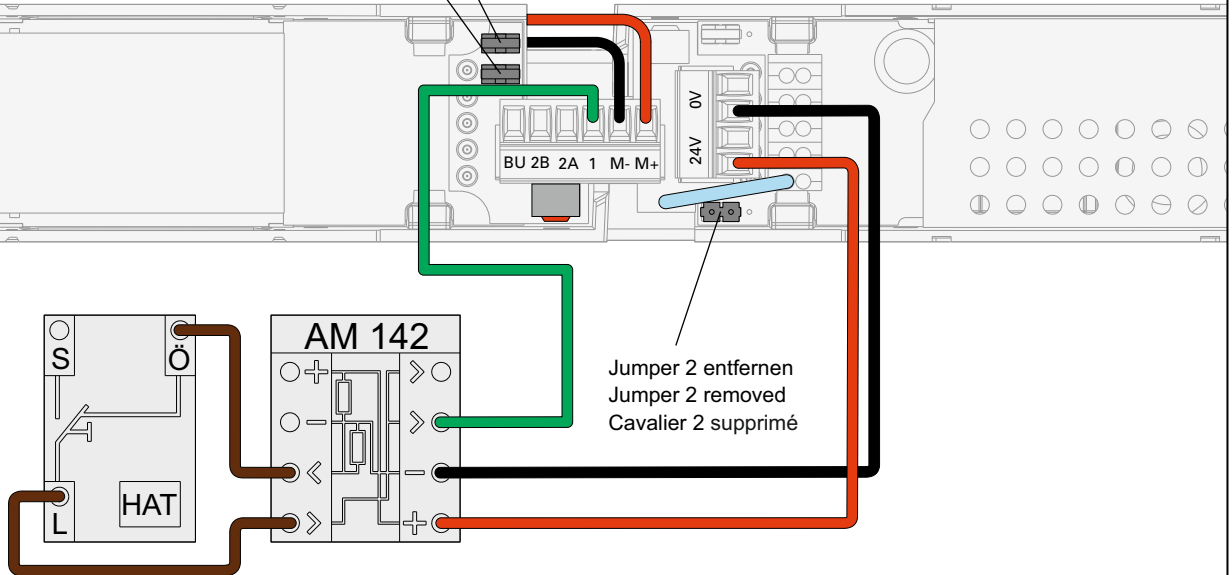 0V
24V
BU 2B 2A 1 M- M+
Jumper 2 entfernen
Jumper 2 removed
Cavalier 2 supprimé
AM 142
S Ö
L
HAT